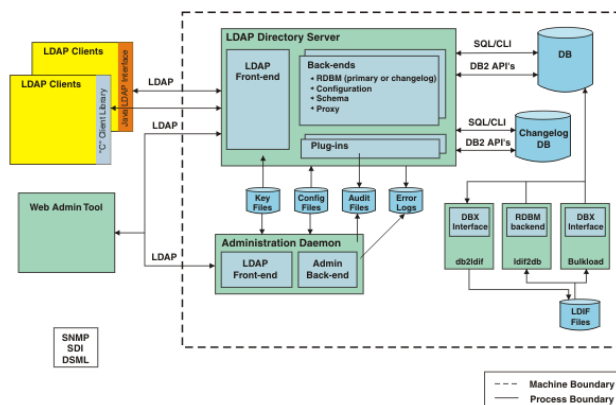 LDAP Directory Server
LDAP
Front-end
Back-ends
• RDBM (primary or changelog)
• Configuration
• Schema
• Proxy
Plug-ins
SQL/CLI
DB2 API's
DB
SQL/CLI
DB2 API's
Changelog
DB
LDAP Clients
Java LDAP Interface
LDAP Clients
"C" Client Library
LDAP
LDAP
Web Admin Tool
LDAP
Key
Files
Config
Files
Audit
Files
Error
Logs
Administration Daemon
LDAP
Front-end
Admin
Back-end
DBX
Interface
db2ldif
RDBM
backend
ldif2db
DBX
Interface
Bulkload
LDIF
Files
SNMP
SDI
DSML
Machine Boundary
Process Boundary